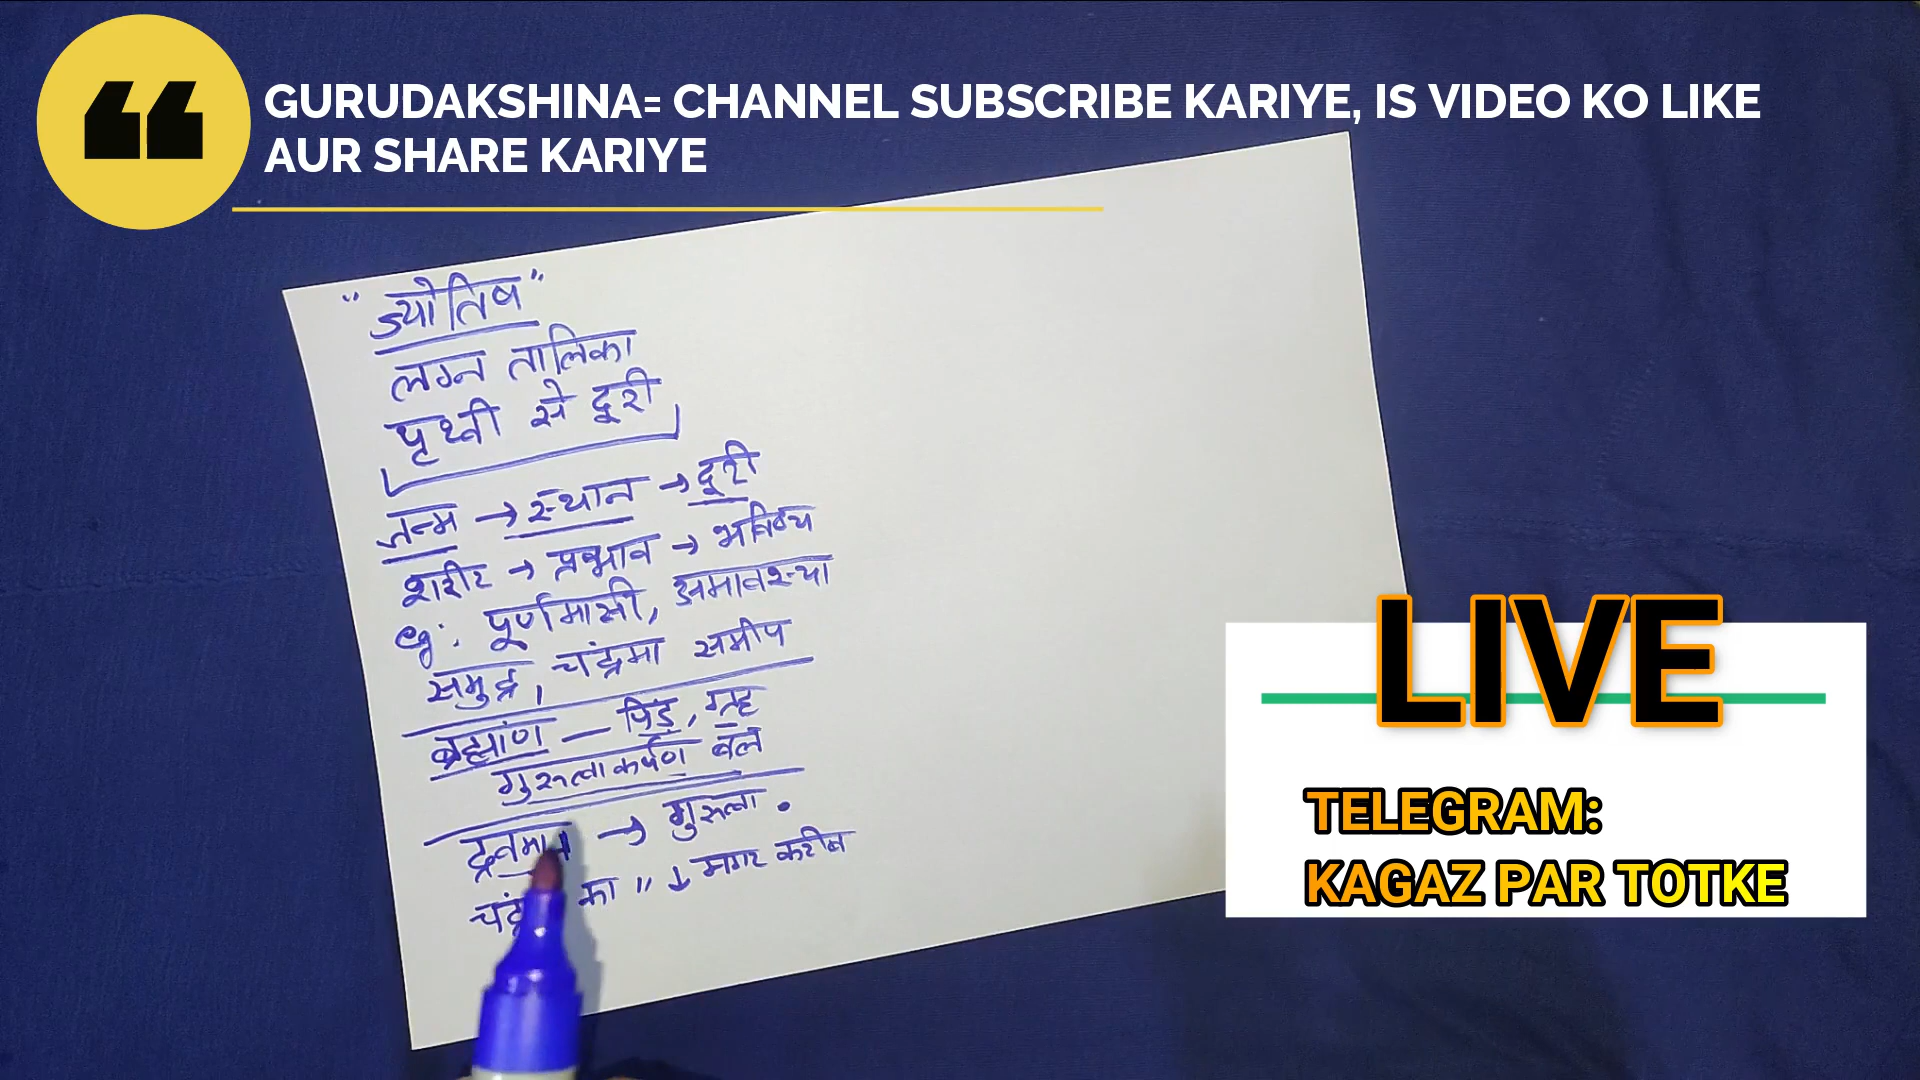 GURUDAKSHINA= CHANNEL SUBSCRIBE KARIYE, IS VIDEO KO LIKE
AUR SHARE KARIYE
"ज्योतिष"
लग्न तालिका
पृथ्वी से दूरी
जन्म → स्थान → दूरी
शरीर → प्रभाव → भविष्य
eg: पूर्णमासी, अमावस्या
समुद्र, चंद्रमा समीप
ब्रह्मांण — पिंड़, ग्रह
गुरुत्वाकर्षण बल
द्रवमान → गुरुत्वा.
का " ↓ मगर करीब
LIVE
TELEGRAM:
KAGAZ PAR TOTKE